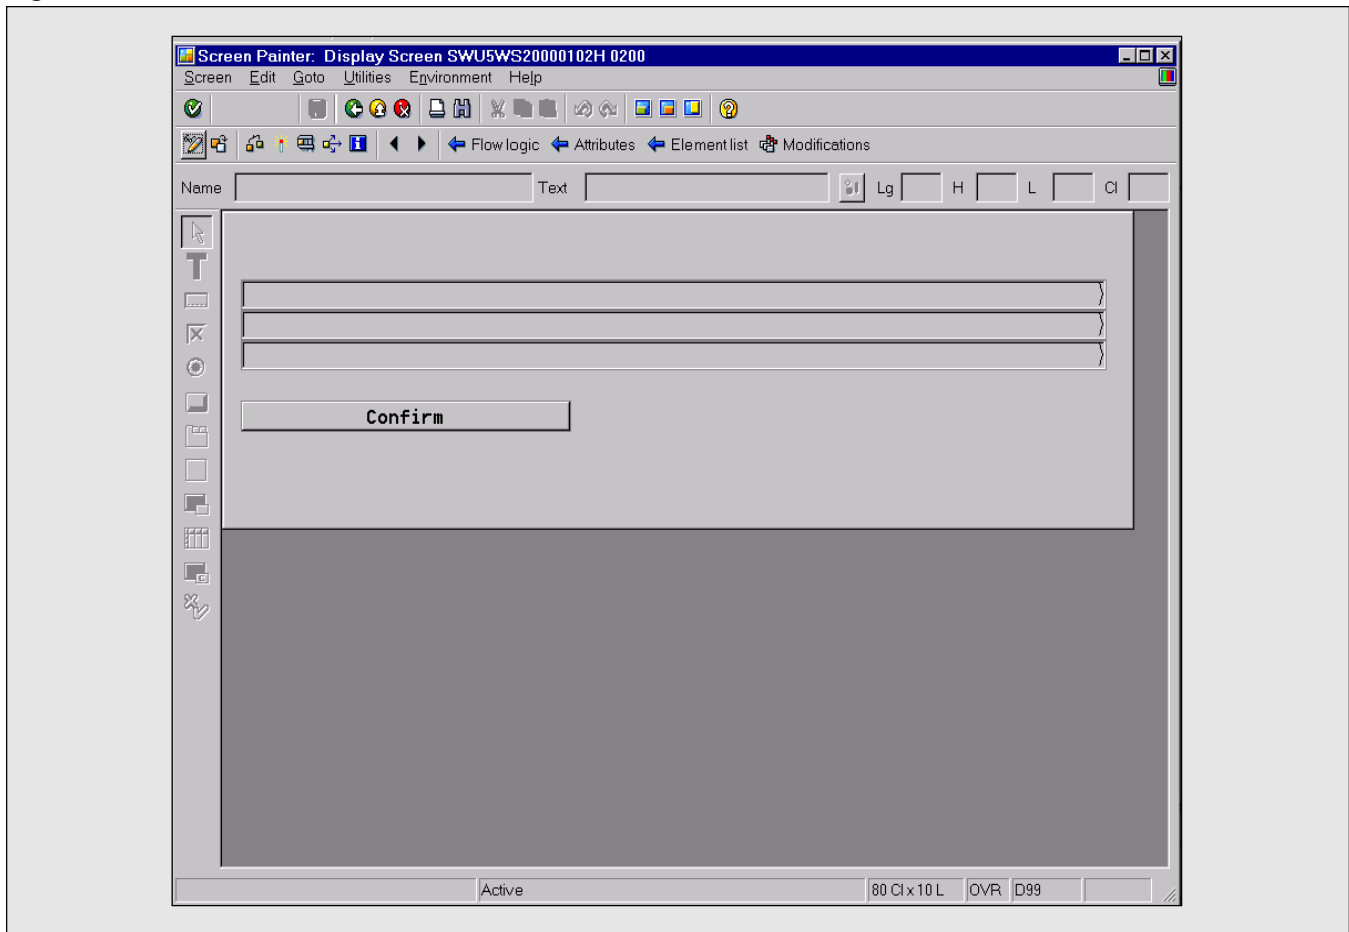 Screen Painter: Display Screen SWU5WS20000102H 0200
Screen Edit Goto Utilities Environment Help
Flow logic Attributes Element list Modifications
Name Text Lg H L Cl
T
Confirm
C
Active 80 Cl x 10 L OVR D99